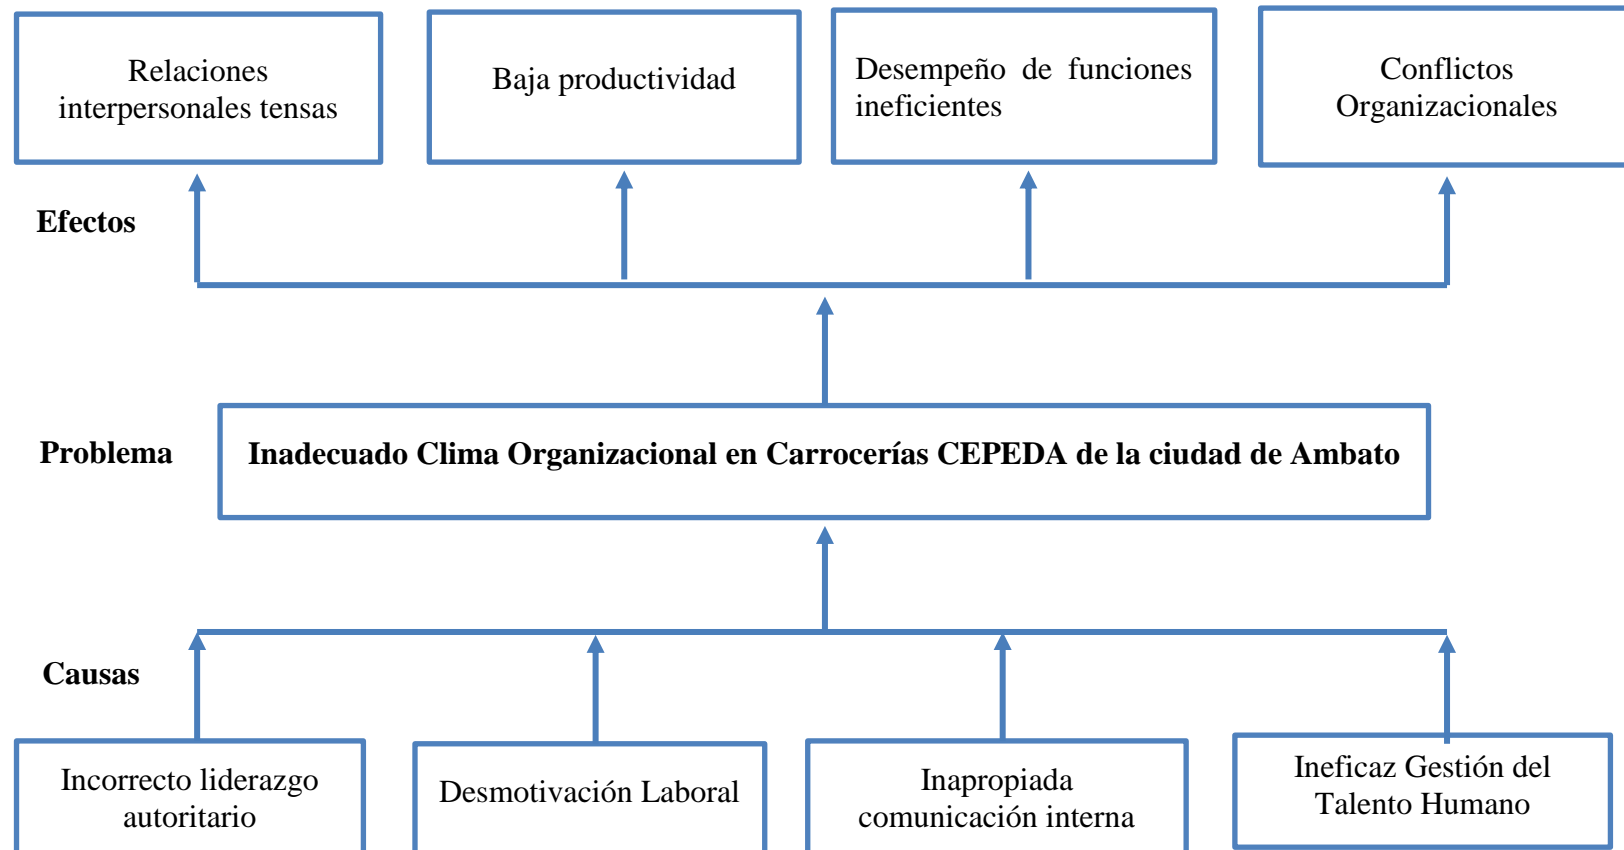 Relaciones
interpersonales tensas
Baja productividad
Desempeño de funciones
ineficientes
Conflictos
Organizacionales
Efectos
Problema
Inadecuado Clima Organizacional en Carrocerías CEPEDA de la ciudad de Ambato
Causas
Incorrecto liderazgo
autoritario
Desmotivación Laboral
Inapropiada
comunicación interna
Ineficaz Gestión del
Talento Humano